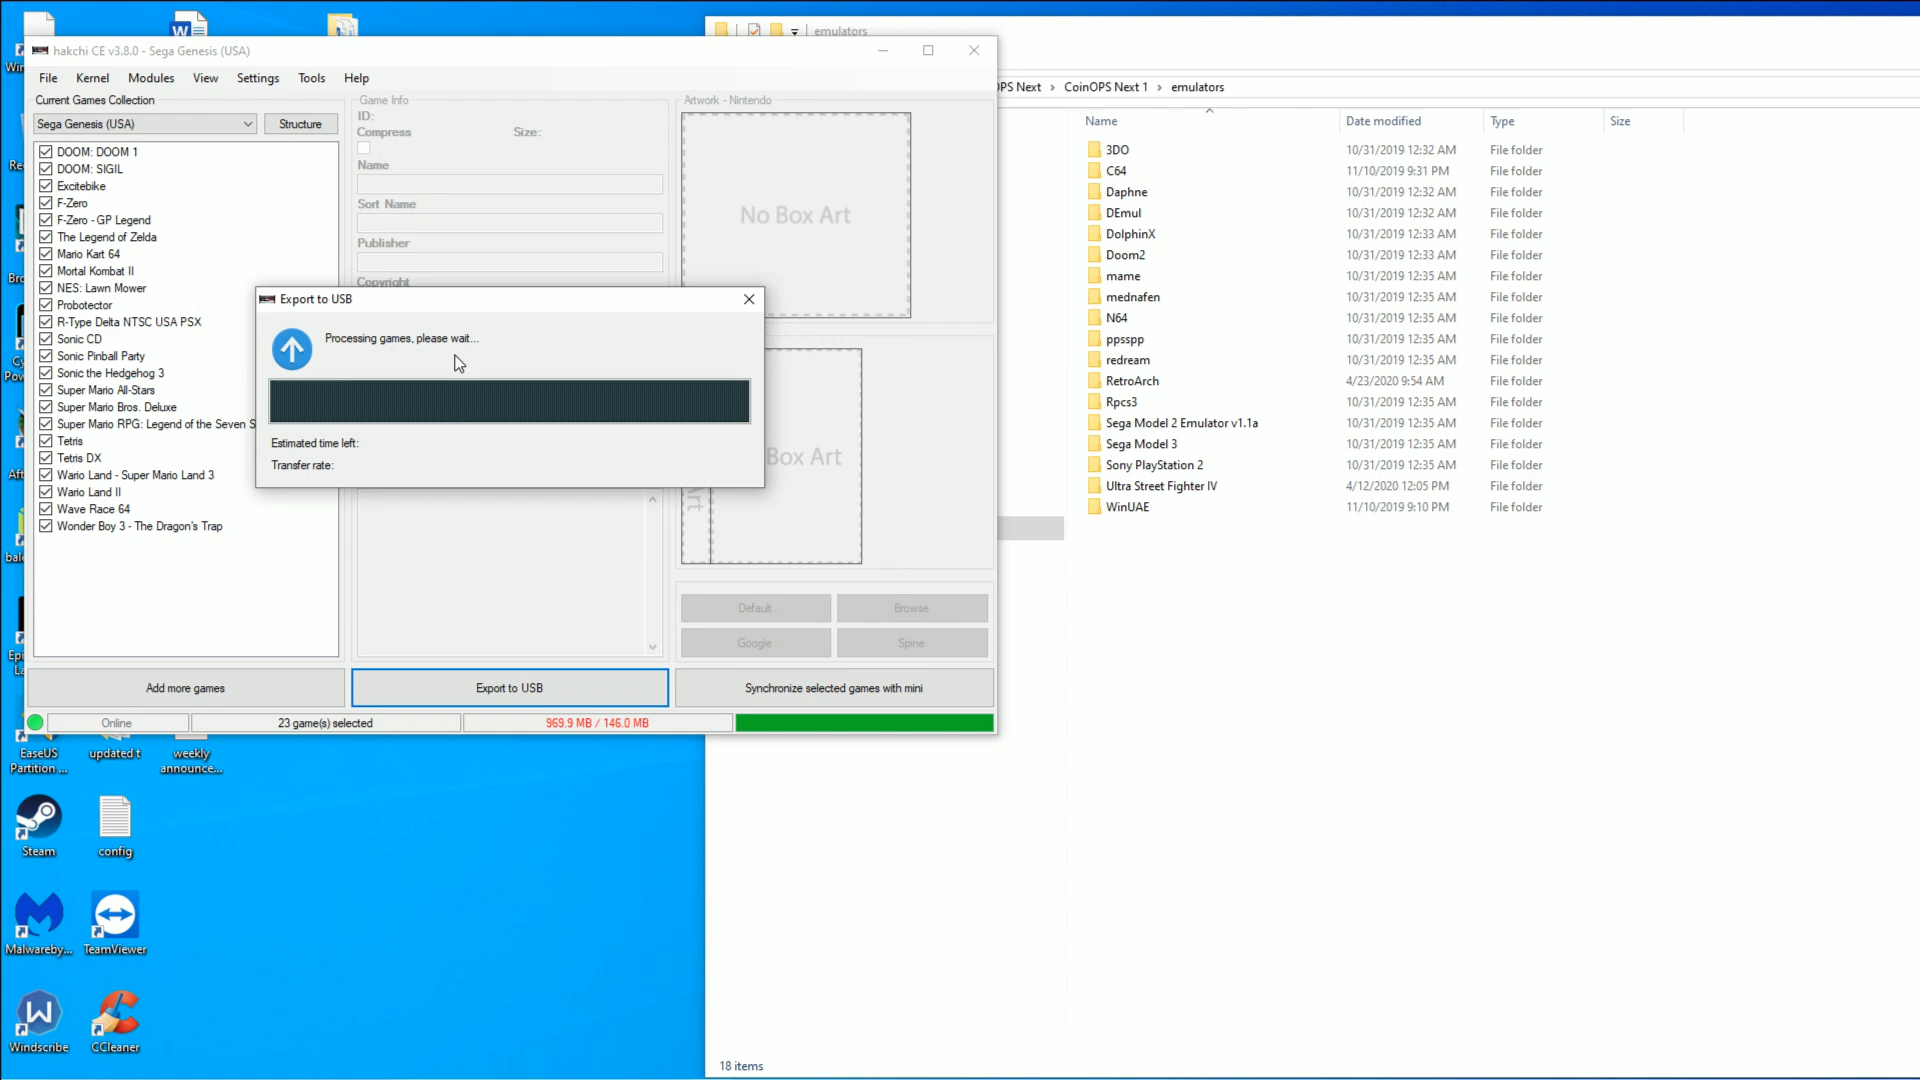 hakchi CE v3.8.0 - Sega Genesis (USA)
File Kernel Modules View Settings Tools Help
Current Games Collection
Sega Genesis (USA)
Structure
DOOM: DOOM 1
DOOM: SIGIL
Excitebike
F-Zero
F-Zero - GP Legend
The Legend of Zelda
Mario Kart 64
Mortal Kombat II
NES: Lawn Mower
Probotector
R-Type Delta NTSC USA PSX
Sonic CD
Sonic Pinball Party
Sonic the Hedgehog 3
Super Mario All-Stars
Super Mario Bros. Deluxe
Super Mario RPG: Legend of the Seven S
Tetris
Tetris DX
Wario Land - Super Mario Land 3
Wario Land II
Wave Race 64
Wonder Boy 3 - The Dragon's Trap
Game Info
ID:
Compress
Size:
Name
Sort Name
Publisher
Copyright
Artwork - Nintendo
No Box Art
Box Art
Art
Export to USB
Processing games, please wait...
Estimated time left:
Transfer rate:
Default
Browse
Google
Spine
Add more games
Export to USB
Synchronize selected games with mini
Online
23 game(s) selected
969.9 MB / 146.0 MB
emulators
PS Next > CoinOPS Next 1 > emulators
Name Date modified Type Size
3DO 10/31/2019 12:32 AM File folder
C64 11/10/2019 9:31 PM File folder
Daphne 10/31/2019 12:32 AM File folder
DEmul 10/31/2019 12:32 AM File folder
DolphinX 10/31/2019 12:33 AM File folder
Doom2 10/31/2019 12:33 AM File folder
mame 10/31/2019 12:35 AM File folder
mednafen 10/31/2019 12:35 AM File folder
N64 10/31/2019 12:35 AM File folder
ppsspp 10/31/2019 12:35 AM File folder
redream 10/31/2019 12:35 AM File folder
RetroArch 4/23/2020 9:54 AM File folder
Rpcs3 10/31/2019 12:35 AM File folder
Sega Model 2 Emulator v1.1a 10/31/2019 12:35 AM File folder
Sega Model 3 10/31/2019 12:35 AM File folder
Sony PlayStation 2 10/31/2019 12:35 AM File folder
Ultra Street Fighter IV 4/12/2020 12:05 PM File folder
WinUAE 11/10/2019 9:10 PM File folder
18 items
EaseUS
Partition ...
updated t
weekly
announce...
Steam
config
Malwareby...
TeamViewer
Windscribe
CCleaner